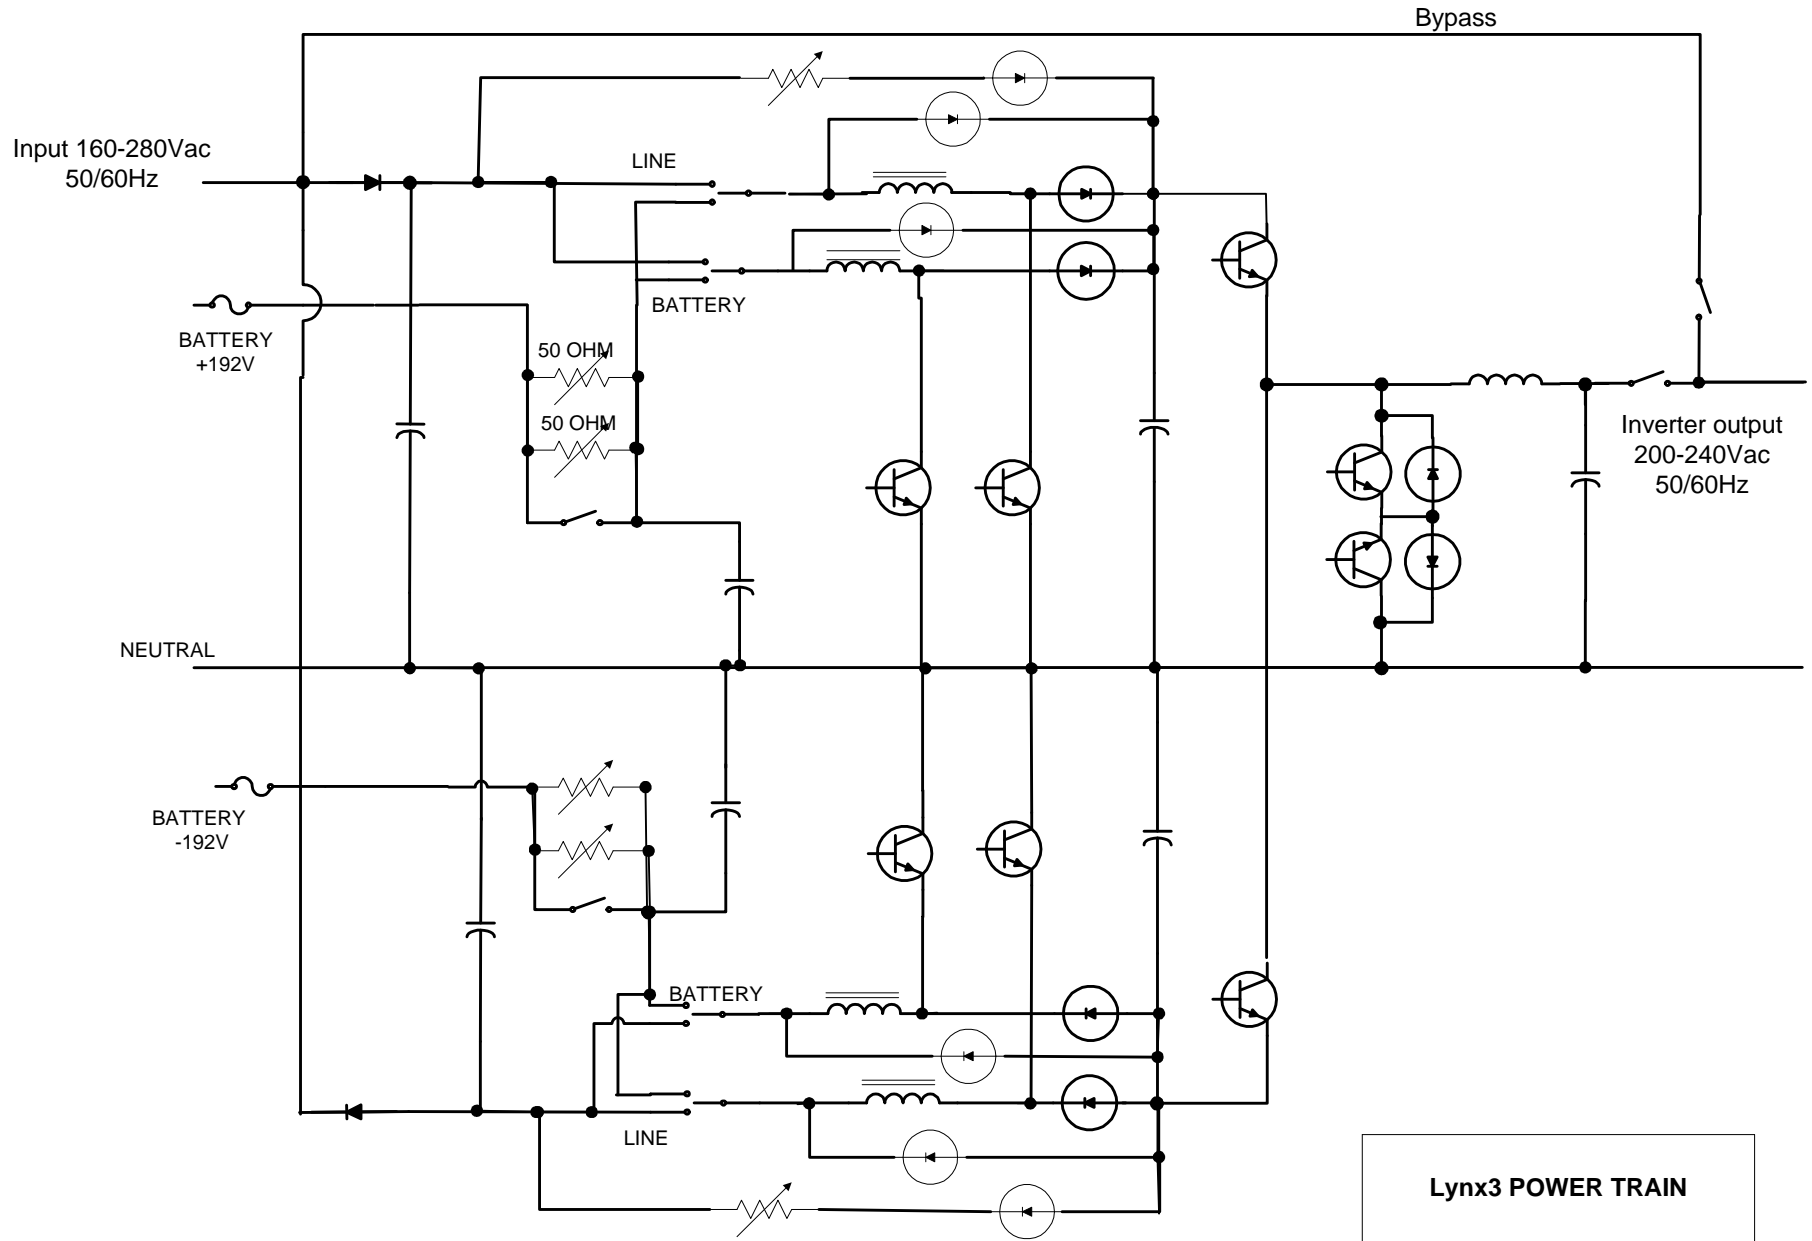 Bypass
Input 160-280Vac
50/60Hz
LINE
BATTERY
BATTERY
+192V
50 OHM
50 OHM
Inverter output
200-240Vac
50/60Hz
NEUTRAL
BATTERY
-192V
BATTERY
LINE
Lynx3 POWER TRAIN